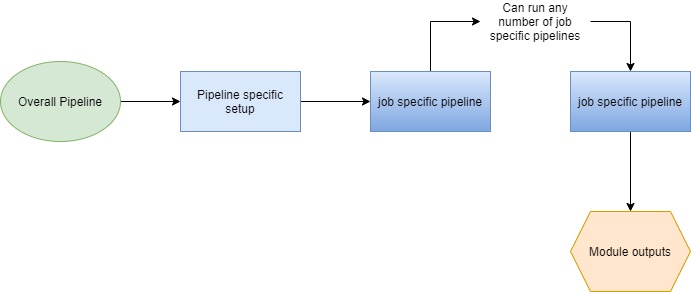 Can run any
number of job
specific pipelines
Overall Pipeline
Pipeline specific
setup
job specific pipeline
job specific pipeline
Module outputs